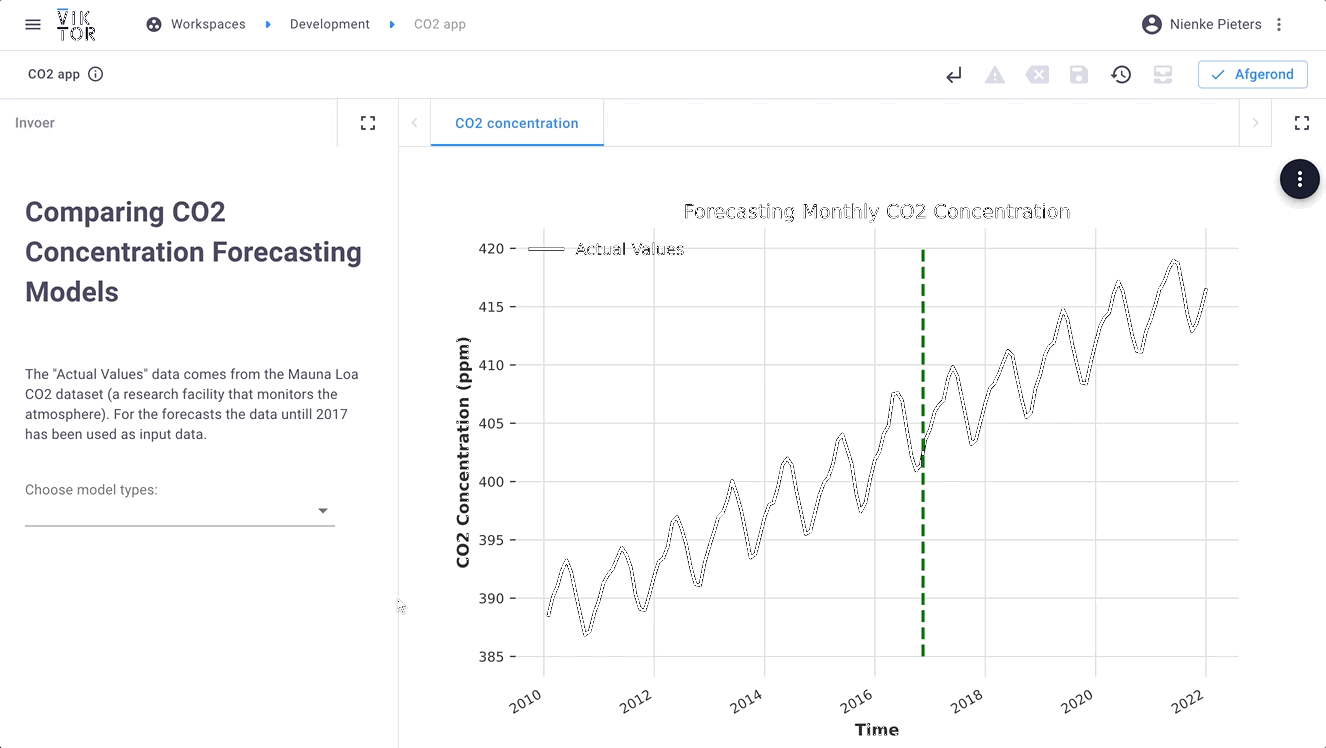 VIK
TOR
Workspaces
Development
CO2 app
Nienke Pieters
CO2 app
Afgerond
Invoer
CO2 concentration
Comparing CO2
Concentration Forecasting
Models
The "Actual Values" data comes from the Mauna Loa
CO2 dataset (a research facility that monitors the
atmosphere). For the forecasts the data untill 2017
has been used as input data.
Choose model types:
Forecasting Monthly CO2 Concentration
Actual Values
CO2 Concentration (ppm)
420
415
410
405
400
395
390
385
2010
2012
2014
2016
2018
2020
2022
Time